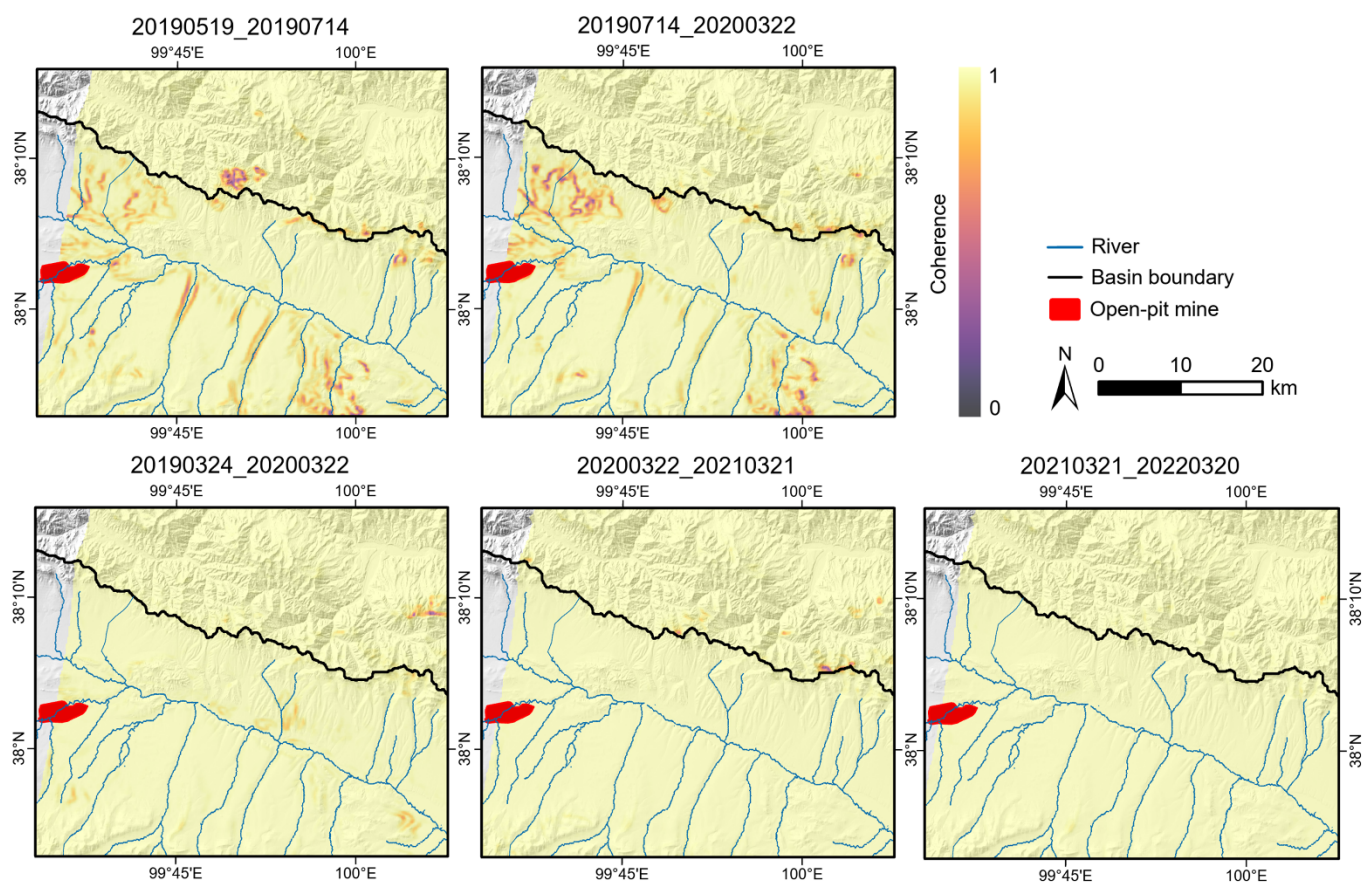 20190519_20190714
99°45'E
100°E
38°10'N
38°N
99°45'E
100°E
20190714_20200322
99°45'E
100°E
38°10'N
38°N
99°45'E
100°E
Coherence
1
0
River
Basin boundary
Open-pit mine
N
0 10 20
km
20190324_20200322
99°45'E
100°E
38°10'N
38°N
99°45'E
100°E
20200322_20210321
99°45'E
100°E
38°10'N
38°N
99°45'E
100°E
20210321_20220320
99°45'E
100°E
38°10'N
38°N
99°45'E
100°E